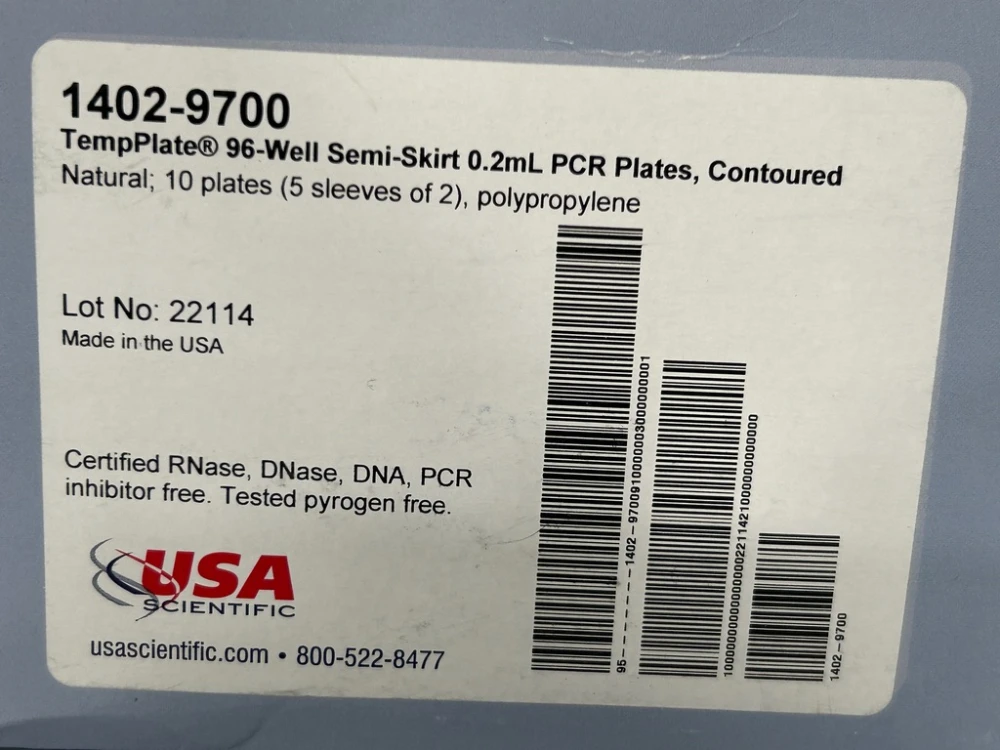 1402-9700
TempPlate® 96-Well Semi-Skirt 0.2mL PCR Plates, Contoured
Natural; 10 plates (5 sleeves of 2), polypropylene
Lot No: 22114
Made in the USA
Certified RNase, DNase, DNA, PCR
inhibitor free. Tested pyrogen free.
USA
SCIENTIFIC
usascientific.com • 800-522-8477
1402-9700